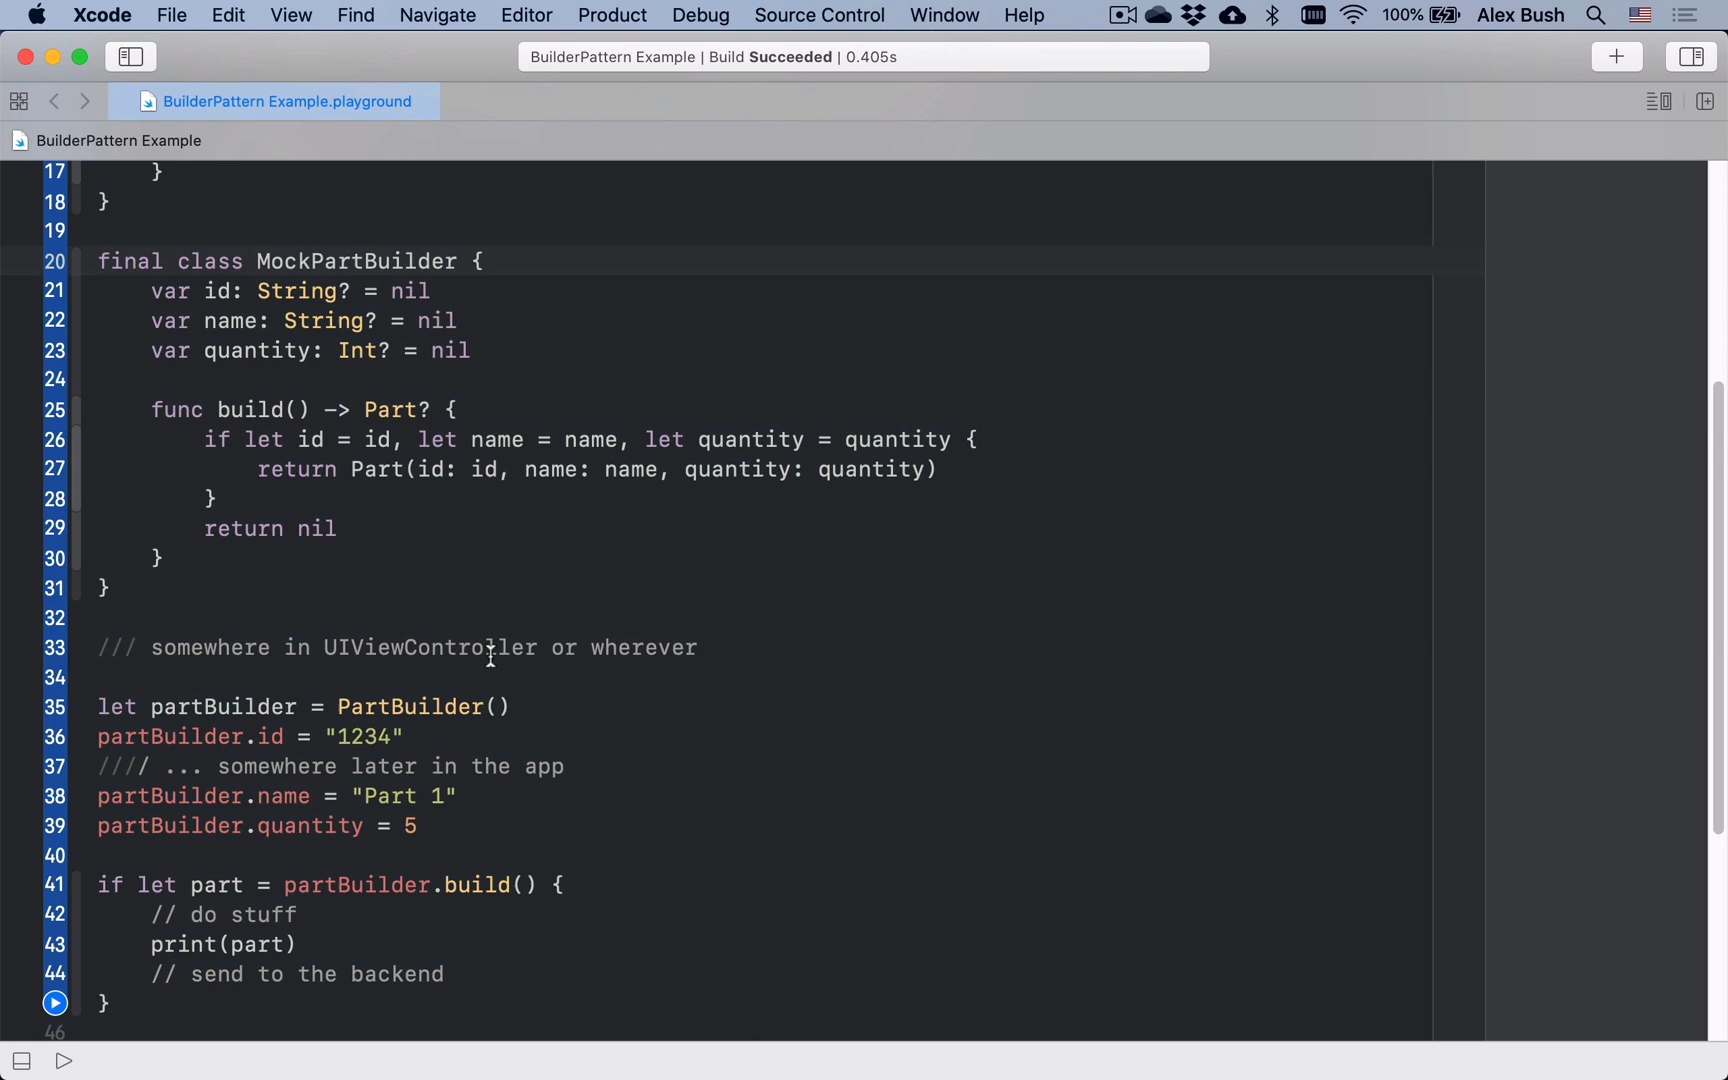 Xcode File Edit View Find Navigate Editor Product Debug Source Control Window Help 100% Alex Bush
BuilderPattern Example | Build Succeeded | 0.405s
BuilderPattern Example.playground
BuilderPattern Example
17 }
18 }
19
20 final class MockPartBuilder {
21 var id: String? = nil
22 var name: String? = nil
23 var quantity: Int? = nil
24
25 func build() -> Part? {
26 if let id = id, let name = name, let quantity = quantity {
27 return Part(id: id, name: name, quantity: quantity)
28 }
29 return nil
30 }
31 }
32
33 /// somewhere in UIViewController or wherever
34
35 let partBuilder = PartBuilder()
36 partBuilder.id = "1234"
37 //// ... somewhere later in the app
38 partBuilder.name = "Part 1"
39 partBuilder.quantity = 5
40
41 if let part = partBuilder.build() {
42 // do stuff
43 print(part)
44 // send to the backend
}
46